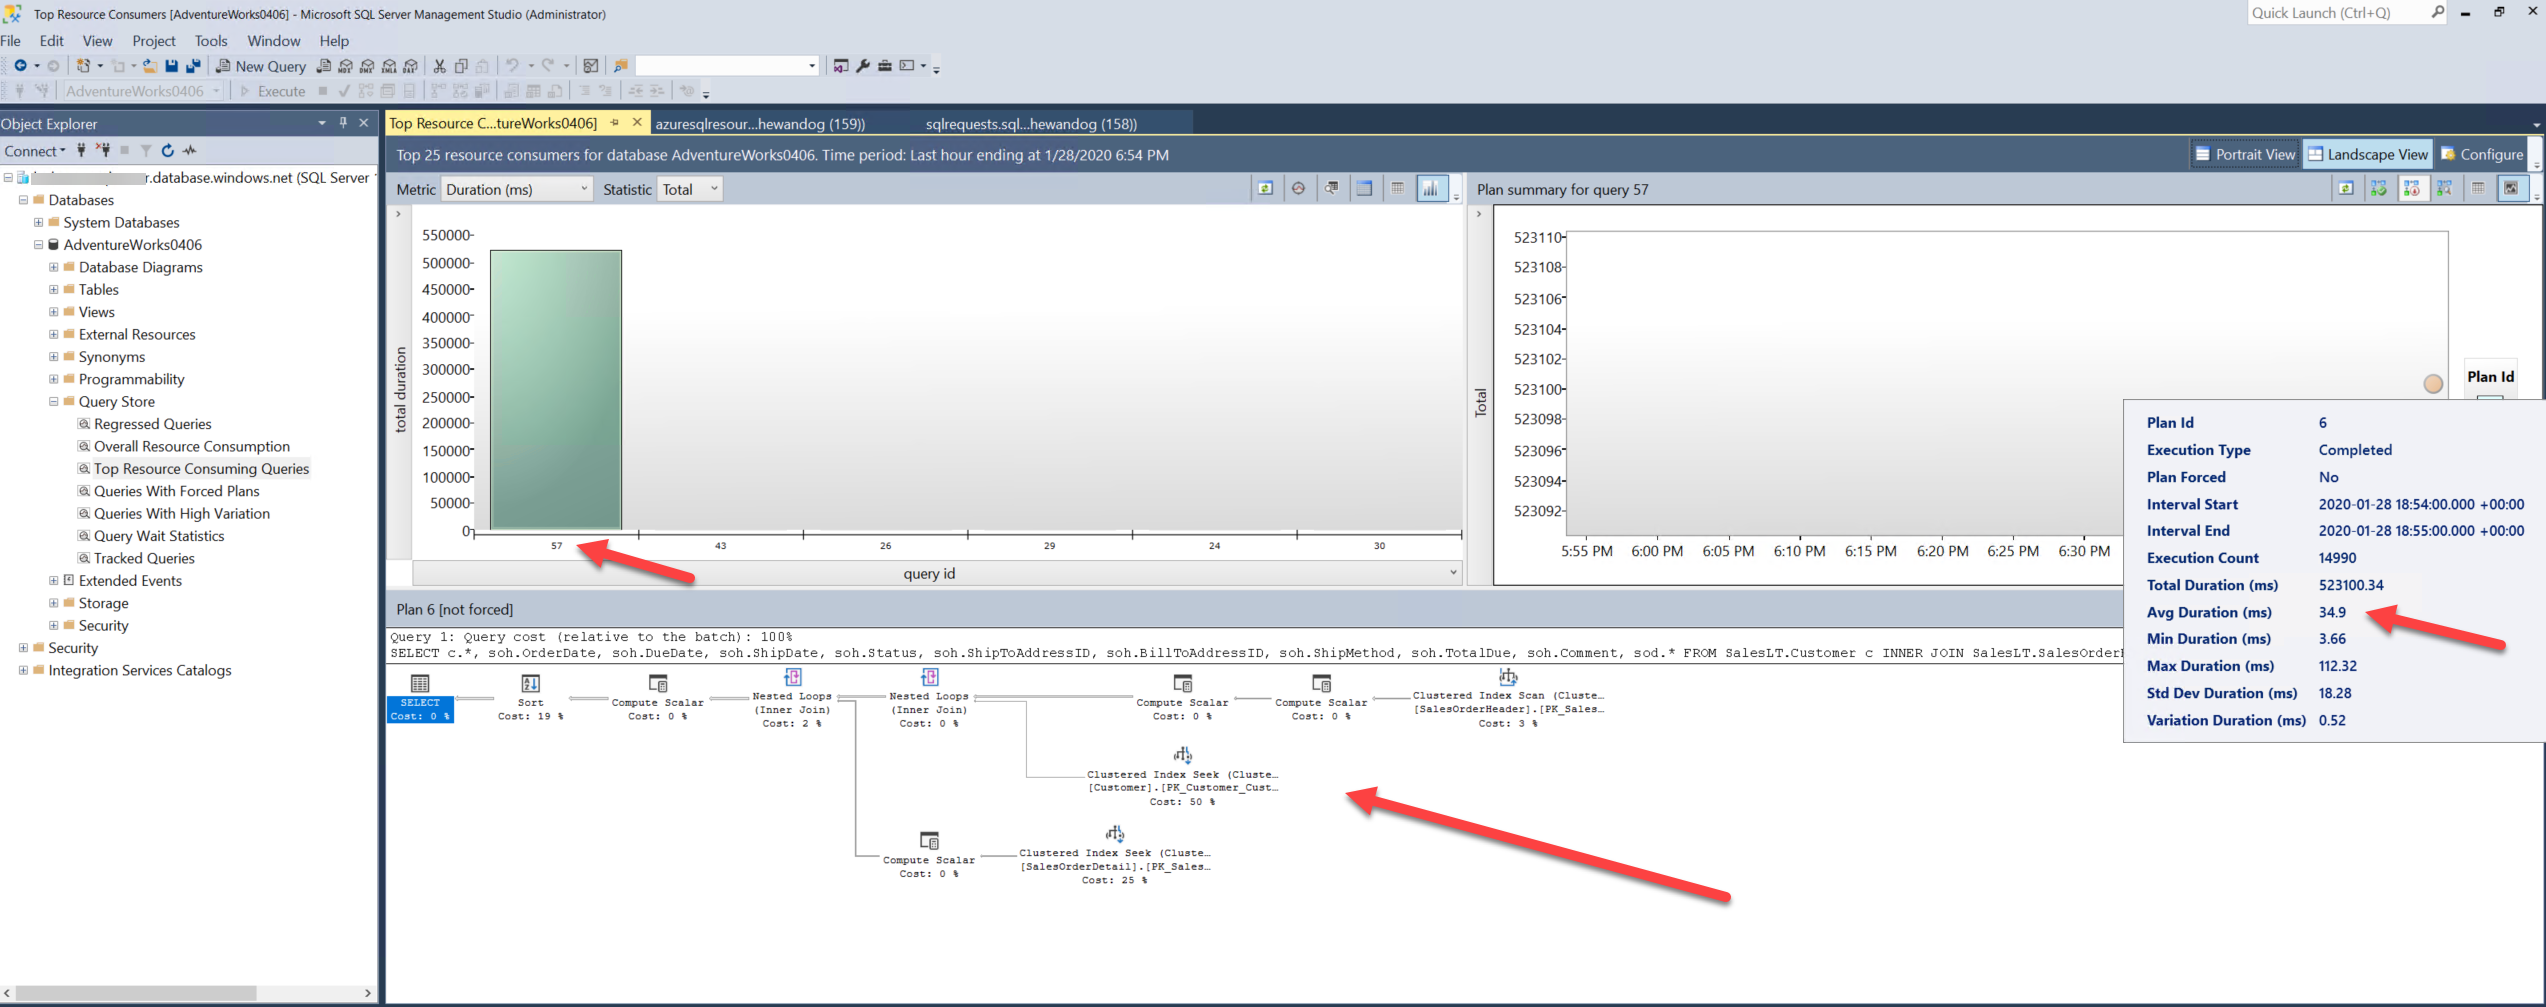 Top Resource Consumers [AdventureWorks0406] - Microsoft SQL Server Management Studio (Administrator)
Quick Launch (Ctrl+Q)
File Edit View Project Tools Window Help
New Query
AdventureWorks0406 Execute
Object Explorer
Connect
r.database.windows.net (SQL Server
Databases
System Databases
AdventureWorks0406
Database Diagrams
Tables
Views
External Resources
Synonyms
Programmability
Query Store
Regressed Queries
Overall Resource Consumption
Top Resource Consuming Queries
Queries With Forced Plans
Queries With High Variation
Query Wait Statistics
Tracked Queries
Extended Events
Storage
Security
Security
Integration Services Catalogs
Top Resource C...tureWorks0406] azuresqlresour...hewandog (159)) sqlrequests.sql...hewandog (158))
Top 25 resource consumers for database AdventureWorks0406. Time period: Last hour ending at 1/28/2020 6:54 PM
Portrait View Landscape View Configure
Metric Duration (ms) Statistic Total
total duration
550000
500000
450000
400000
350000
300000
250000
200000
150000
100000
50000
0
57 43 26 29 24 30
query id
Plan summary for query 57
Total
523110
523108
523106
523104
523102
523100
523098
523096
523094
523092
5:55 PM 6:00 PM 6:05 PM 6:10 PM 6:15 PM 6:20 PM 6:25 PM 6:30 PM
Plan Id
Plan Id 6
Execution Type Completed
Plan Forced No
Interval Start 2020-01-28 18:54:00.000 +00:00
Interval End 2020-01-28 18:55:00.000 +00:00
Execution Count 14990
Total Duration (ms) 523100.34
Avg Duration (ms) 34.9
Min Duration (ms) 3.66
Max Duration (ms) 112.32
Std Dev Duration (ms) 18.28
Variation Duration (ms) 0.52
Plan 6 [not forced]
Query 1: Query cost (relative to the batch): 100%
SELECT c.*, soh.OrderDate, soh.DueDate, soh.ShipDate, soh.Status, soh.ShipToAddressID, soh.BillToAddressID, soh.ShipMethod, soh.TotalDue, soh.Comment, sod.* FROM SalesLT.Customer c INNER JOIN SalesLT.SalesOrderH
SELECT
Cost: 0 %
Sort
Cost: 19 %
Compute Scalar
Cost: 0 %
Nested Loops
(Inner Join)
Cost: 2 %
Nested Loops
(Inner Join)
Cost: 0 %
Compute Scalar
Cost: 0 %
Compute Scalar
Cost: 0 %
Clustered Index Scan (Cluste...
[SalesOrderHeader].[PK_Sales...
Cost: 3 %
Clustered Index Seek (Cluste...
[Customer].[PK_Customer_Cust...
Cost: 50 %
Compute Scalar
Cost: 0 %
Clustered Index Seek (Cluste...
[SalesOrderDetail].[PK_Sales...
Cost: 25 %